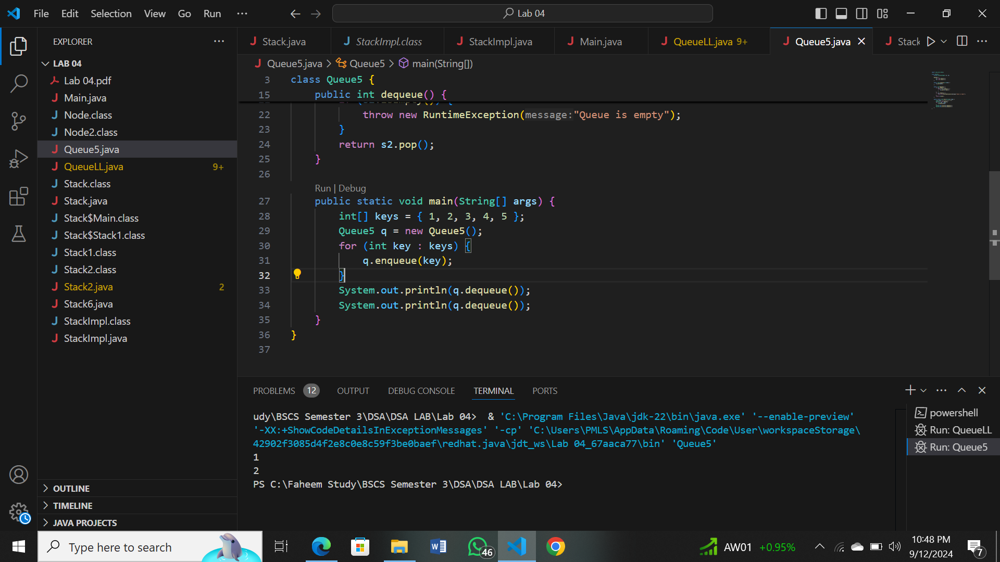 File Edit Selection View Go Run ··· Lab 04
EXPLORER ···
LAB 04
Lab 04.pdf
Main.java
Node.class
Node2.class
Queue5.java
QueueLL.java 9+
Stack.class
Stack.java
Stack$Main.class
Stack$Stack1.class
Stack1.class
Stack2.class
Stack2.java 2
Stack6.java
StackImpl.class
StackImpl.java
OUTLINE
TIMELINE
JAVA PROJECTS
Stack.java StackImpl.class StackImpl.java Main.java QueueLL.java 9+ Queue5.java Stack
Queue5.java > Queue5 > main(String[])
3 class Queue5 {
15 public int dequeue() {
22 throw new RuntimeException(message:"Queue is empty");
23 }
24 return s2.pop();
25 }
26
Run | Debug
27 public static void main(String[] args) {
28 int[] keys = { 1, 2, 3, 4, 5 };
29 Queue5 q = new Queue5();
30 for (int key : keys) {
31 q.enqueue(key);
32 }
33 System.out.println(q.dequeue());
34 System.out.println(q.dequeue());
35 }
36 }
37
PROBLEMS 12 OUTPUT DEBUG CONSOLE TERMINAL PORTS
udy\BSCS Semester 3\DSA\DSA LAB\Lab 04> & 'C:\Program Files\Java\jdk-22\bin\java.exe' '--enable-preview'
'-XX:+ShowCodeDetailsInExceptionMessages' '-cp' 'C:\Users\PMLS\AppData\Roaming\Code\User\workspaceStorage\
42902f3085d4f2e8c0e8c59f3be0baef\redhat.java\jdt_ws\Lab 04_67aaca77\bin' 'Queue5'
1
2
PS C:\Faheem Study\BSCS Semester 3\DSA\DSA LAB\Lab 04>
powershell
Run: QueueLL
Run: Queue5
Type here to search
46
AW01 +0.95%
10:48 PM
9/12/2024
7